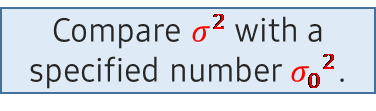 Compare σ² with a
specified number σ₀².